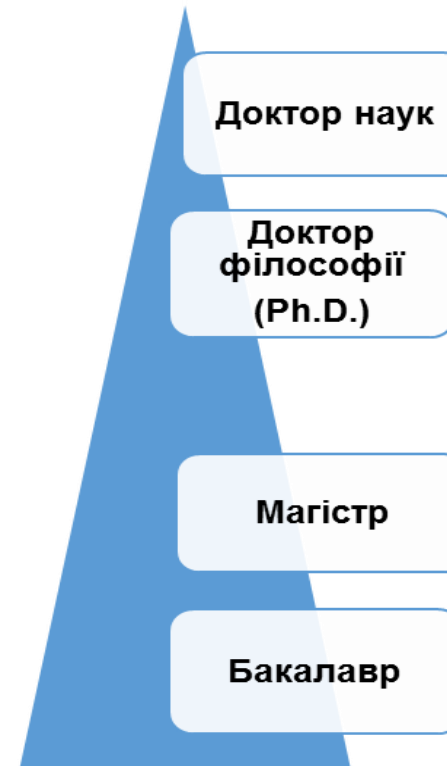 Доктор наук
Доктор
філософії
(Ph.D.)
Магістр
Бакалавр